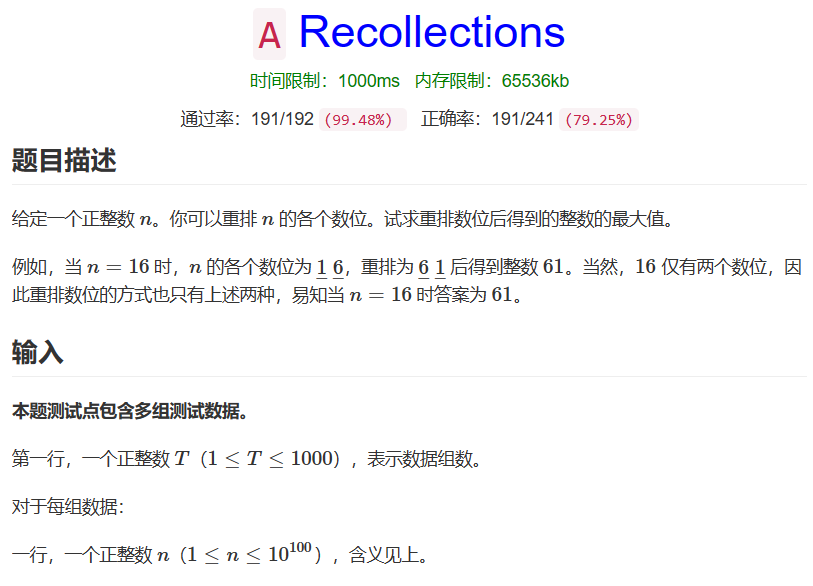 A Recollections
时间限制：1000ms 内存限制：65536kb
通过率：191/192 (99.48%) 正确率：191/241 (79.25%)
题目描述
给定一个正整数 n。你可以重排 n 的各个数位。试求重排数位后得到的整数的最大值。
例如，当 n = 16 时，n 的各个数位为 1 6，重排为 6 1 后得到整数 61。当然，16 仅有两个数位，因
此重排数位的方式也只有上述两种，易知当 n = 16 时答案为 61。
输入
本题测试点包含多组测试数据。
第一行，一个正整数 T（1 ≤ T ≤ 1000），表示数据组数。
对于每组数据：
一行，一个正整数 n（1 ≤ n ≤ 10^100），含义见上。